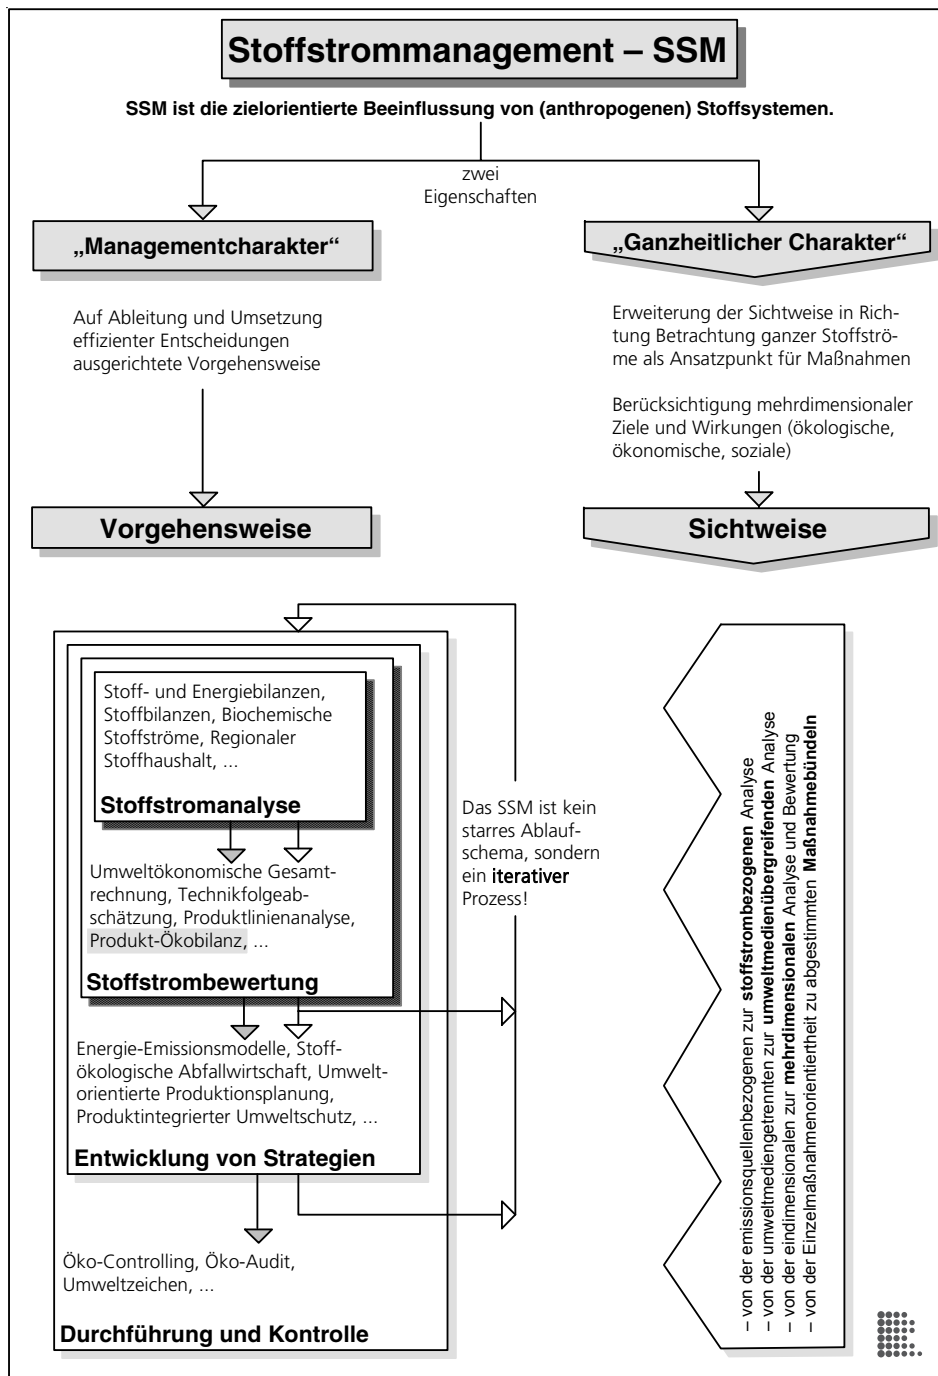 Stoffstrommanagement – SSM
SSM ist die zielorientierte Beeinflussung von (anthropogenen) Stoffsystemen.
zwei
Eigenschaften
„Managementcharakter“
Auf Ableitung und Umsetzung
effizienter Entscheidungen
ausgerichtete Vorgehensweise
Vorgehensweise
„Ganzheitlicher Charakter“
Erweiterung der Sichtweise in Rich-
tung Betrachtung ganzer Stoffströ-
me als Ansatzpunkt für Maßnahmen
Berücksichtigung mehrdimensionaler
Ziele und Wirkungen (ökologische,
ökonomische, soziale)
Sichtweise
Stoff- und Energiebilanzen,
Stoffbilanzen, Biochemische
Stoffströme, Regionaler
Stoffhaushalt, ...
Stoffstromanalyse
Umweltökonomische Gesamt-
rechnung, Technikfolgeab-
schätzung, Produktlinienanalyse,
Produkt-Ökobilanz, ...
Stoffstrombewertung
Energie-Emissionsmodelle, Stoff-
ökologische Abfallwirtschaft, Umwelt-
orientierte Produktionsplanung,
Produktintegrierter Umweltschutz, ...
Entwicklung von Strategien
Öko-Controlling, Öko-Audit,
Umweltzeichen, ...
Durchführung und Kontrolle
Das SSM ist kein
starres Ablauf-
schema, sondern
ein iterativer
Prozess!
– von der emissionsquellenbezogenen zur stoffstrombezogenen Analyse
– von der umweltmediengetrennten zur umweltmedienübergreifenden Analyse
– von der eindimensionalen zur mehrdimensionalen Analyse und Bewertung
– von der Einzelmaßnahmenorientiertheit zu abgestimmten Maßnahmebündeln